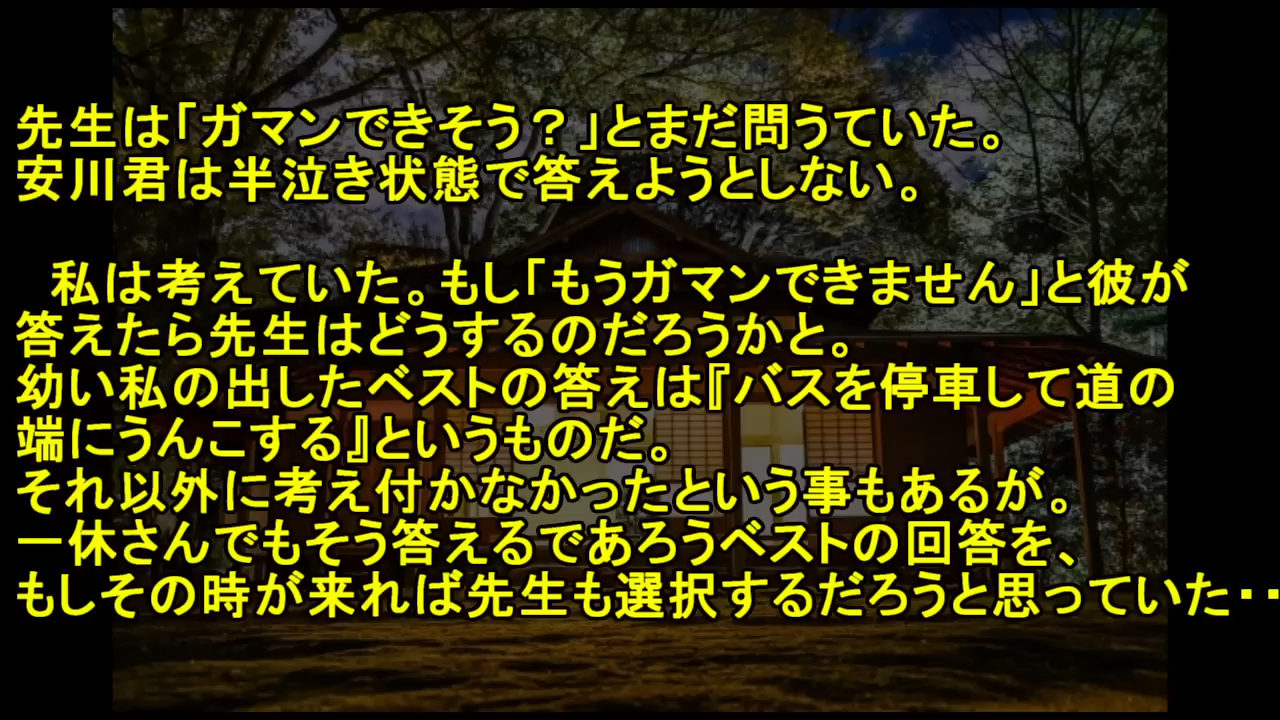 先生は「ガマンできそう？」とまだ問うていた。
安川君は半泣き状態で答えようとしない。
私は考えていた。もし「もうガマンできません」と彼が
答えたら先生はどうするのだろうかと。
幼い私の出したベストの答えは『バスを停車して道の
端にうんこする』というものだ。
それ以外に考え付かなかったという事もあるが。
一休さんでもそう答えるであろうベストの回答を、
もしその時が来れば先生も選択するだろうと思っていた・・